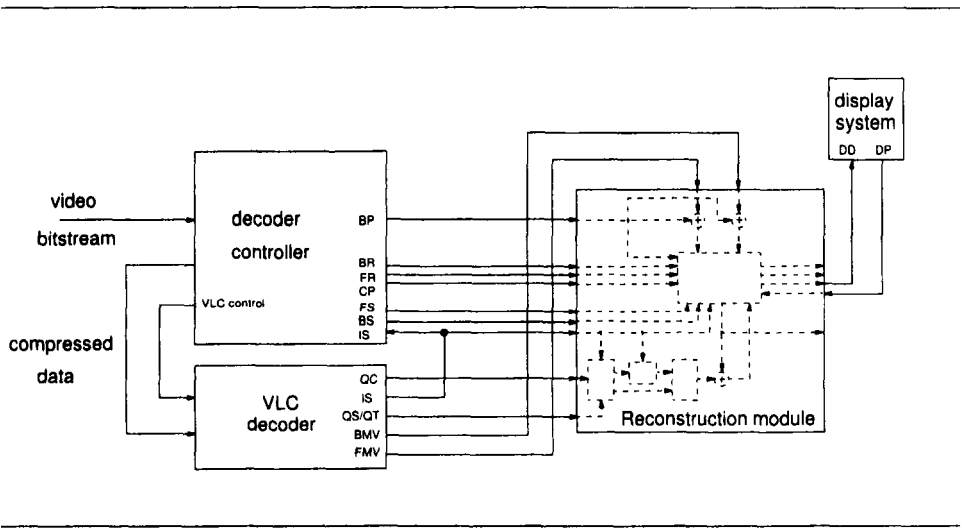 display
system
DD DP
video
bitstream
decoder
controller
BP
BR
FR
CP
FS
BS
IS
VLC control
compressed
data
VLC
decoder
QC
IS
QS/QT
BMV
FMV
Reconstruction module